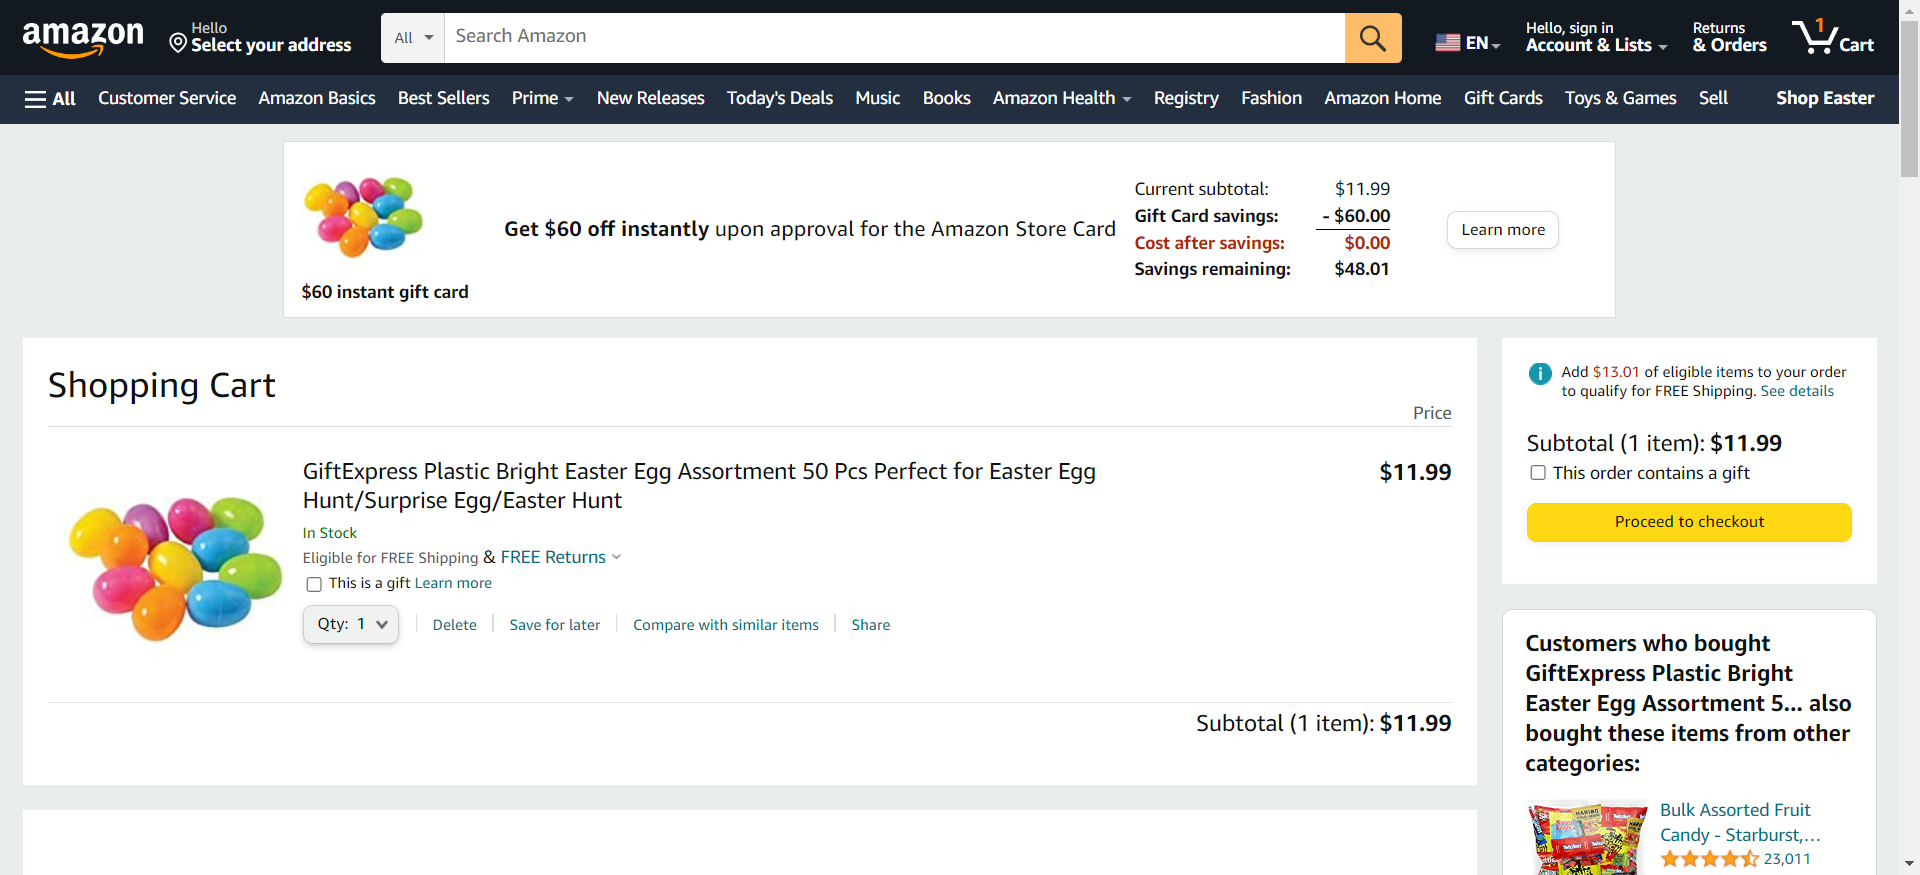 amazon
Hello
Select your address
All
Search Amazon
EN
Hello, sign in
Account & Lists
Returns
& Orders
1
Cart
All
Customer Service
Amazon Basics
Best Sellers
Prime
New Releases
Today's Deals
Music
Books
Amazon Health
Registry
Fashion
Amazon Home
Gift Cards
Toys & Games
Sell
Shop Easter
$60 instant gift card
Get $60 off instantly upon approval for the Amazon Store Card
Current subtotal: $11.99
Gift Card savings: - $60.00
Cost after savings: $0.00
Savings remaining: $48.01
Learn more
Shopping Cart
Price
GiftExpress Plastic Bright Easter Egg Assortment 50 Pcs Perfect for Easter Egg
Hunt/Surprise Egg/Easter Hunt
$11.99
In Stock
Eligible for FREE Shipping & FREE Returns
This is a gift Learn more
Qty: 1
Delete
Save for later
Compare with similar items
Share
Subtotal (1 item): $11.99
Add $13.01 of eligible items to your order
to qualify for FREE Shipping. See details
Subtotal (1 item): $11.99
This order contains a gift
Proceed to checkout
Customers who bought
GiftExpress Plastic Bright
Easter Egg Assortment 5... also
bought these items from other
categories:
Bulk Assorted Fruit
Candy - Starburst,...
23,011